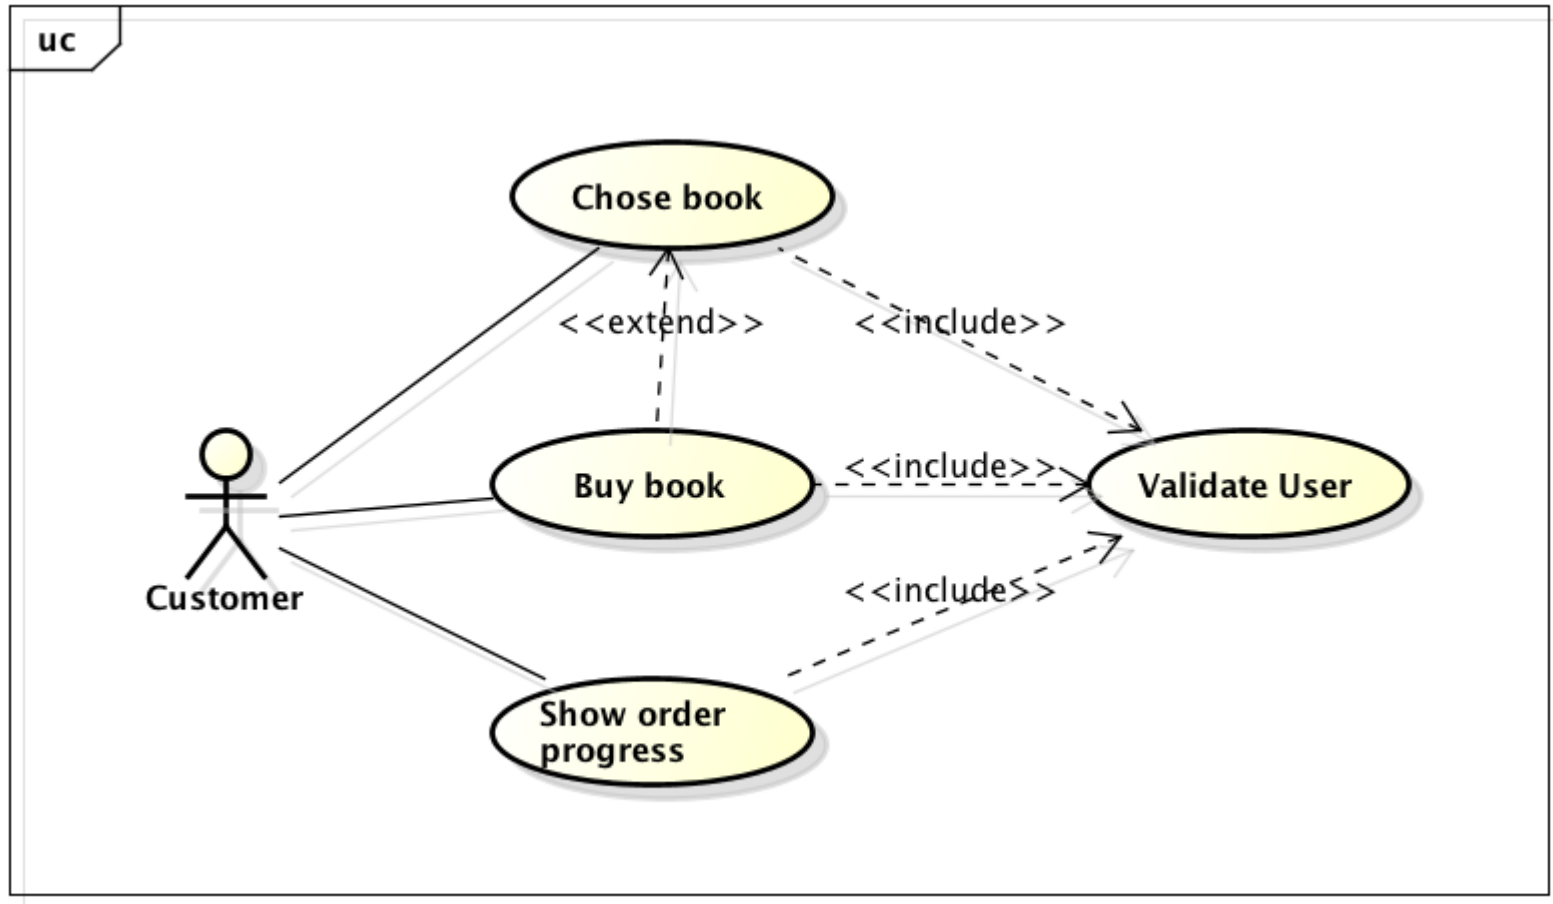 uc
Chose book
<<extend>>
<<include>>
Buy book
<<include>>
Validate User
<<include>>
Customer
Show order
progress